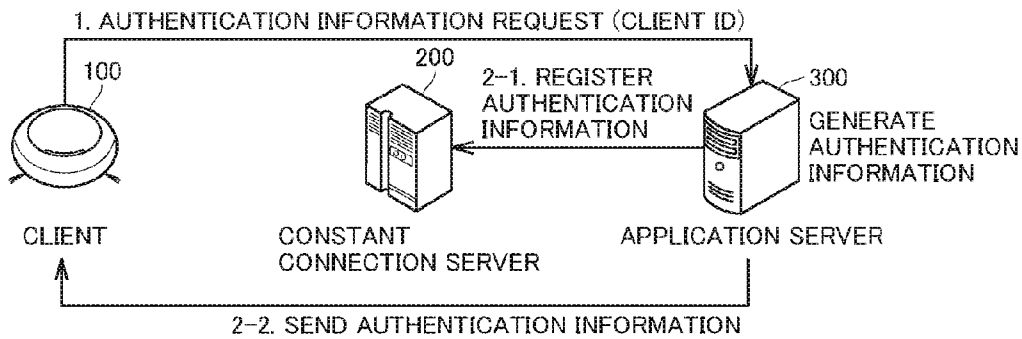 1. AUTHENTICATION INFORMATION REQUEST (CLIENT ID)
100
200
300
2-1. REGISTER
AUTHENTICATION
INFORMATION
GENERATE
AUTHENTICATION
INFORMATION
CLIENT
CONSTANT
CONNECTION SERVER
APPLICATION SERVER
2-2. SEND AUTHENTICATION INFORMATION